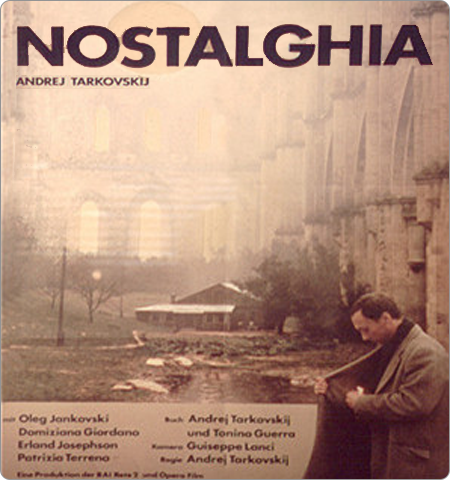 NOSTALGHIA
ANDREJ TARKOVSKIJ
mit Oleg Jankovski
Domiziana Giordano
Erland Josephson
Patrizia Terreno
Buch: Andrej Tarkovskij
und Tonino Guerra
Kamera: Guiseppe Lanci
Regie: Andrej Tarkovskij
Eine Produktion der RAI Rete 2 und Opera Film